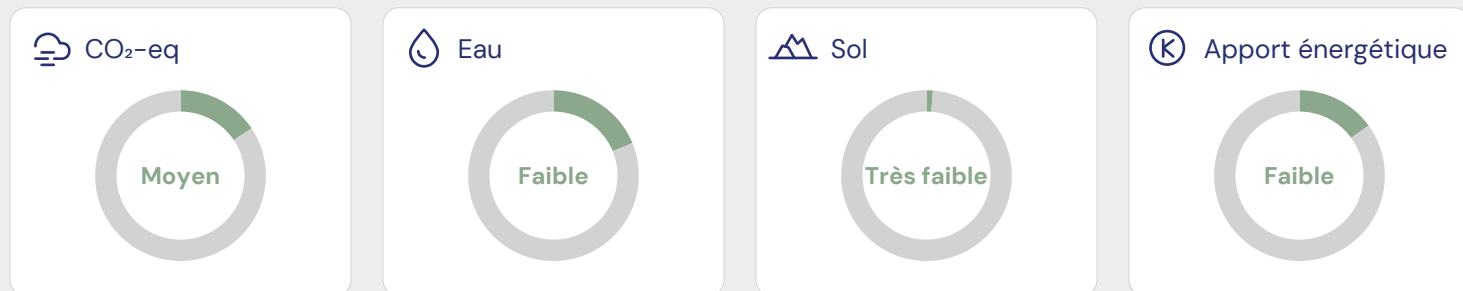 CO₂-eq
Moyen
Eau
Faible
Sol
Très faible
Apport énergétique
Faible